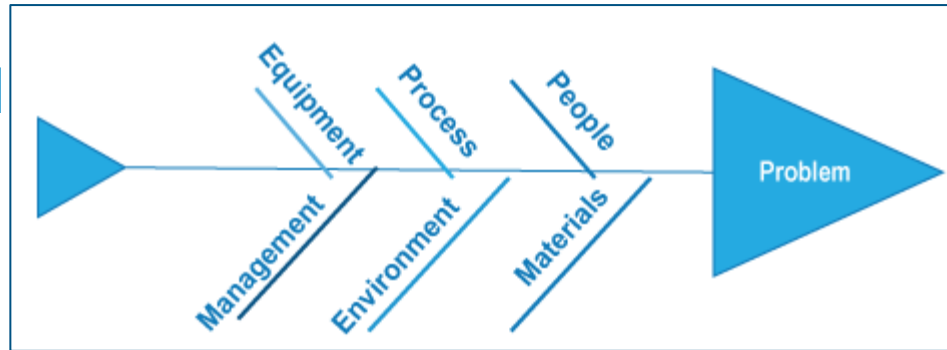 Equipment
Process
People
Problem
Management
Environment
Materials